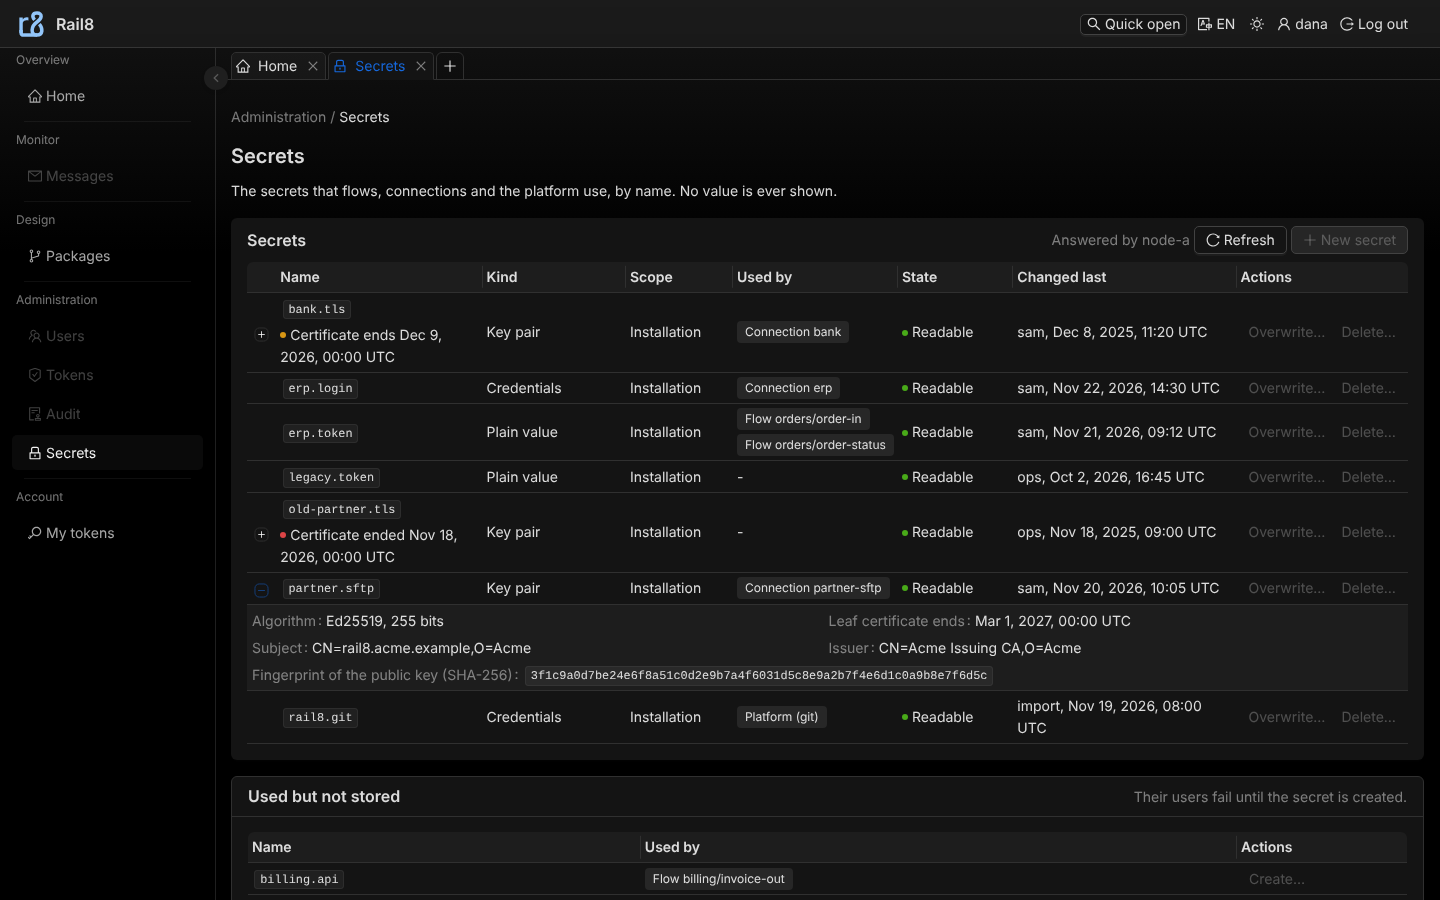 Rail8
Quick open
EN
dana
Log out
Overview
Home
Monitor
Messages
Design
Packages
Administration
Users
Tokens
Audit
Secrets
Account
My tokens
Home
Secrets
Administration / Secrets
Secrets
The secrets that flows, connections and the platform use, by name. No value is ever shown.
Secrets
Answered by node-a
Refresh
New secret
Name Kind Scope Used by State Changed last Actions
bank.tls
Certificate ends Dec 9,
2026, 00:00 UTC
Key pair Installation Connection bank Readable sam, Dec 8, 2025, 11:20 UTC Overwrite... Delete...
erp.login Credentials Installation Connection erp Readable sam, Nov 22, 2026, 14:30 UTC Overwrite... Delete...
erp.token Plain value Installation
Flow orders/order-in
Flow orders/order-status
Readable sam, Nov 21, 2026, 09:12 UTC Overwrite... Delete...
legacy.token Plain value Installation - Readable ops, Oct 2, 2026, 16:45 UTC Overwrite... Delete...
old-partner.tls
Certificate ended Nov 18,
2026, 00:00 UTC
Key pair Installation - Readable ops, Nov 18, 2025, 09:00 UTC Overwrite... Delete...
partner.sftp Key pair Installation Connection partner-sftp Readable sam, Nov 20, 2026, 10:05 UTC Overwrite... Delete...
Algorithm: Ed25519, 255 bits Leaf certificate ends: Mar 1, 2027, 00:00 UTC
Subject: CN=rail8.acme.example,O=Acme Issuer: CN=Acme Issuing CA,O=Acme
Fingerprint of the public key (SHA-256): 3f1c9a0d7be24e6f8a51c0d2e9b7a4f6031d5c8e9a2b7f4e6d1c0a9b8e7f6d5c
rail8.git Credentials Installation Platform (git) Readable
import, Nov 19, 2026, 08:00
UTC
Overwrite... Delete...
Used but not stored
Their users fail until the secret is created.
Name Used by Actions
billing.api Flow billing/invoice-out Create...